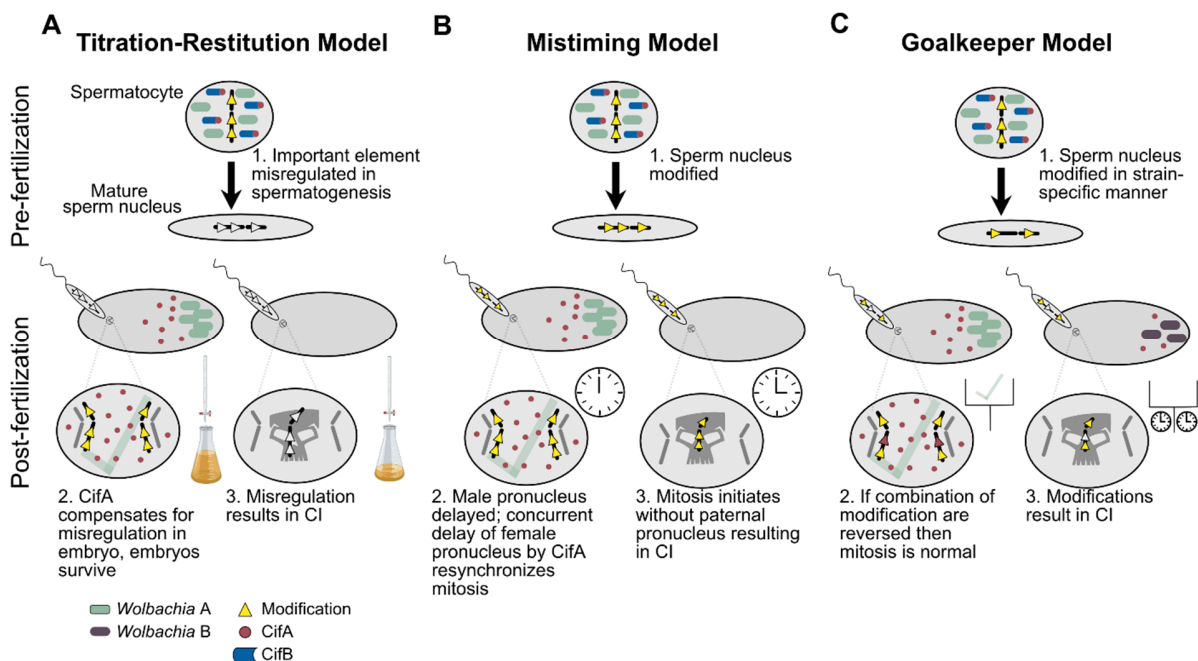 A
Titration-Restitution Model
B
Mistiming Model
C
Goalkeeper Model
Pre-fertilization
Spermatocyte
1. Important element
misregulated in
spermatogenesis
Mature
sperm nucleus
1. Sperm nucleus
modified
1. Sperm nucleus
modified in strain-
specific manner
Post-fertilization
2. CifA
compensates for
misregulation in
embryo, embryos
survive
3. Misregulation
results in CI
2. Male pronucleus
delayed; concurrent
delay of female
pronucleus by CifA
resynchronizes
mitosis
3. Mitosis initiates
without paternal
pronucleus resulting
in CI
2. If combination of
modification are
reversed then
mitosis is normal
3. Modifications
result in CI
Wolbachia A
Wolbachia B
Modification
CifA
CifB